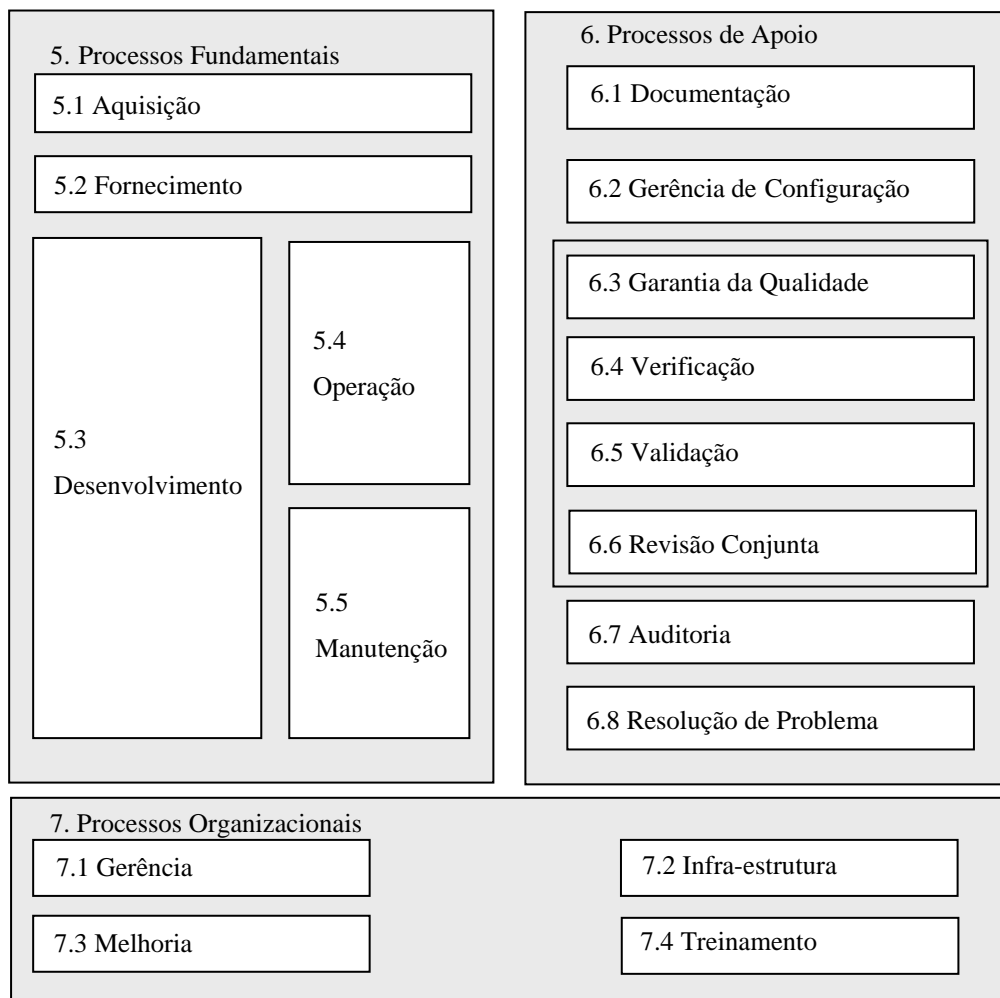 5. Processos Fundamentais
5.1 Aquisição
5.2 Fornecimento
5.3
Desenvolvimento
5.4
Operação
5.5
Manutenção
6. Processos de Apoio
6.1 Documentação
6.2 Gerência de Configuração
6.3 Garantia da Qualidade
6.4 Verificação
6.5 Validação
6.6 Revisão Conjunta
6.7 Auditoria
6.8 Resolução de Problema
7. Processos Organizacionais
7.1 Gerência
7.2 Infra-estrutura
7.3 Melhoria
7.4 Treinamento